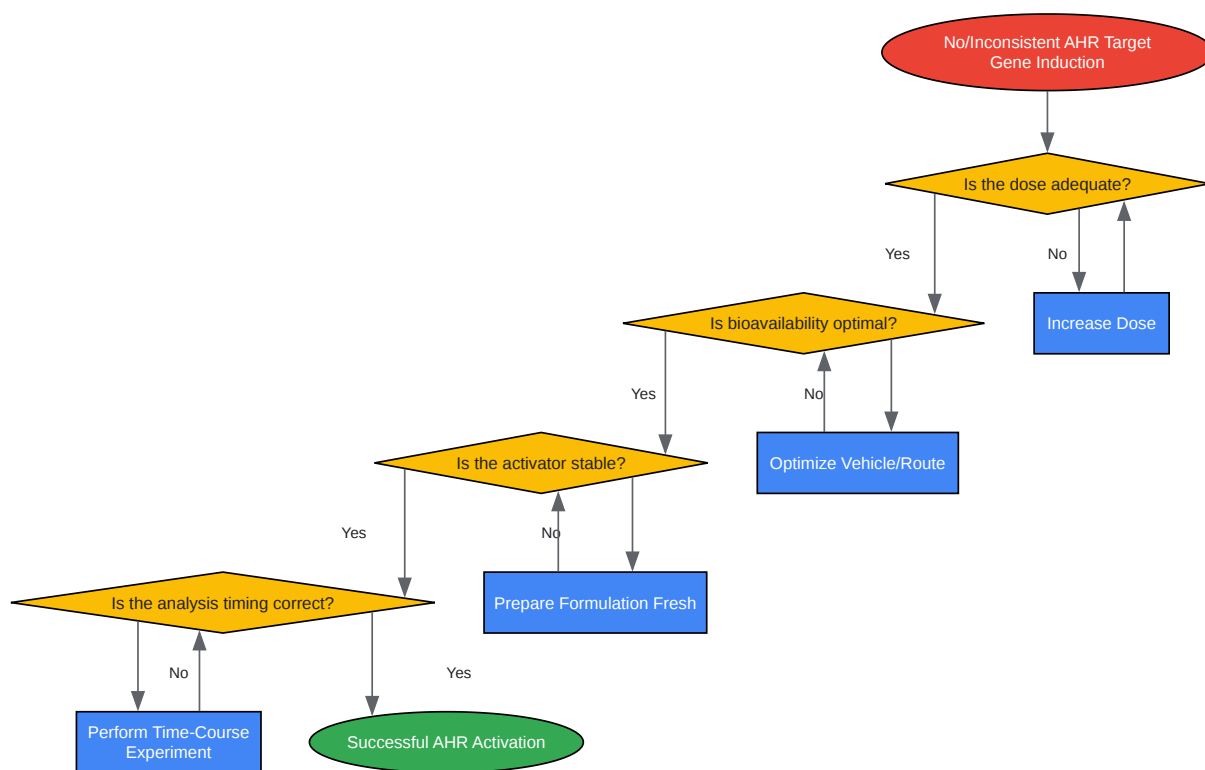 No/Inconsistent AHR Target
Gene Induction
Is the dose adequate?
Yes
No
Is bioavailability optimal?
Increase Dose
Yes
No
Is the activator stable?
Optimize Vehicle/Route
Yes
No
Is the analysis timing correct?
Prepare Formulation Fresh
No
Yes
Perform Time-Course
Experiment
Successful AHR Activation